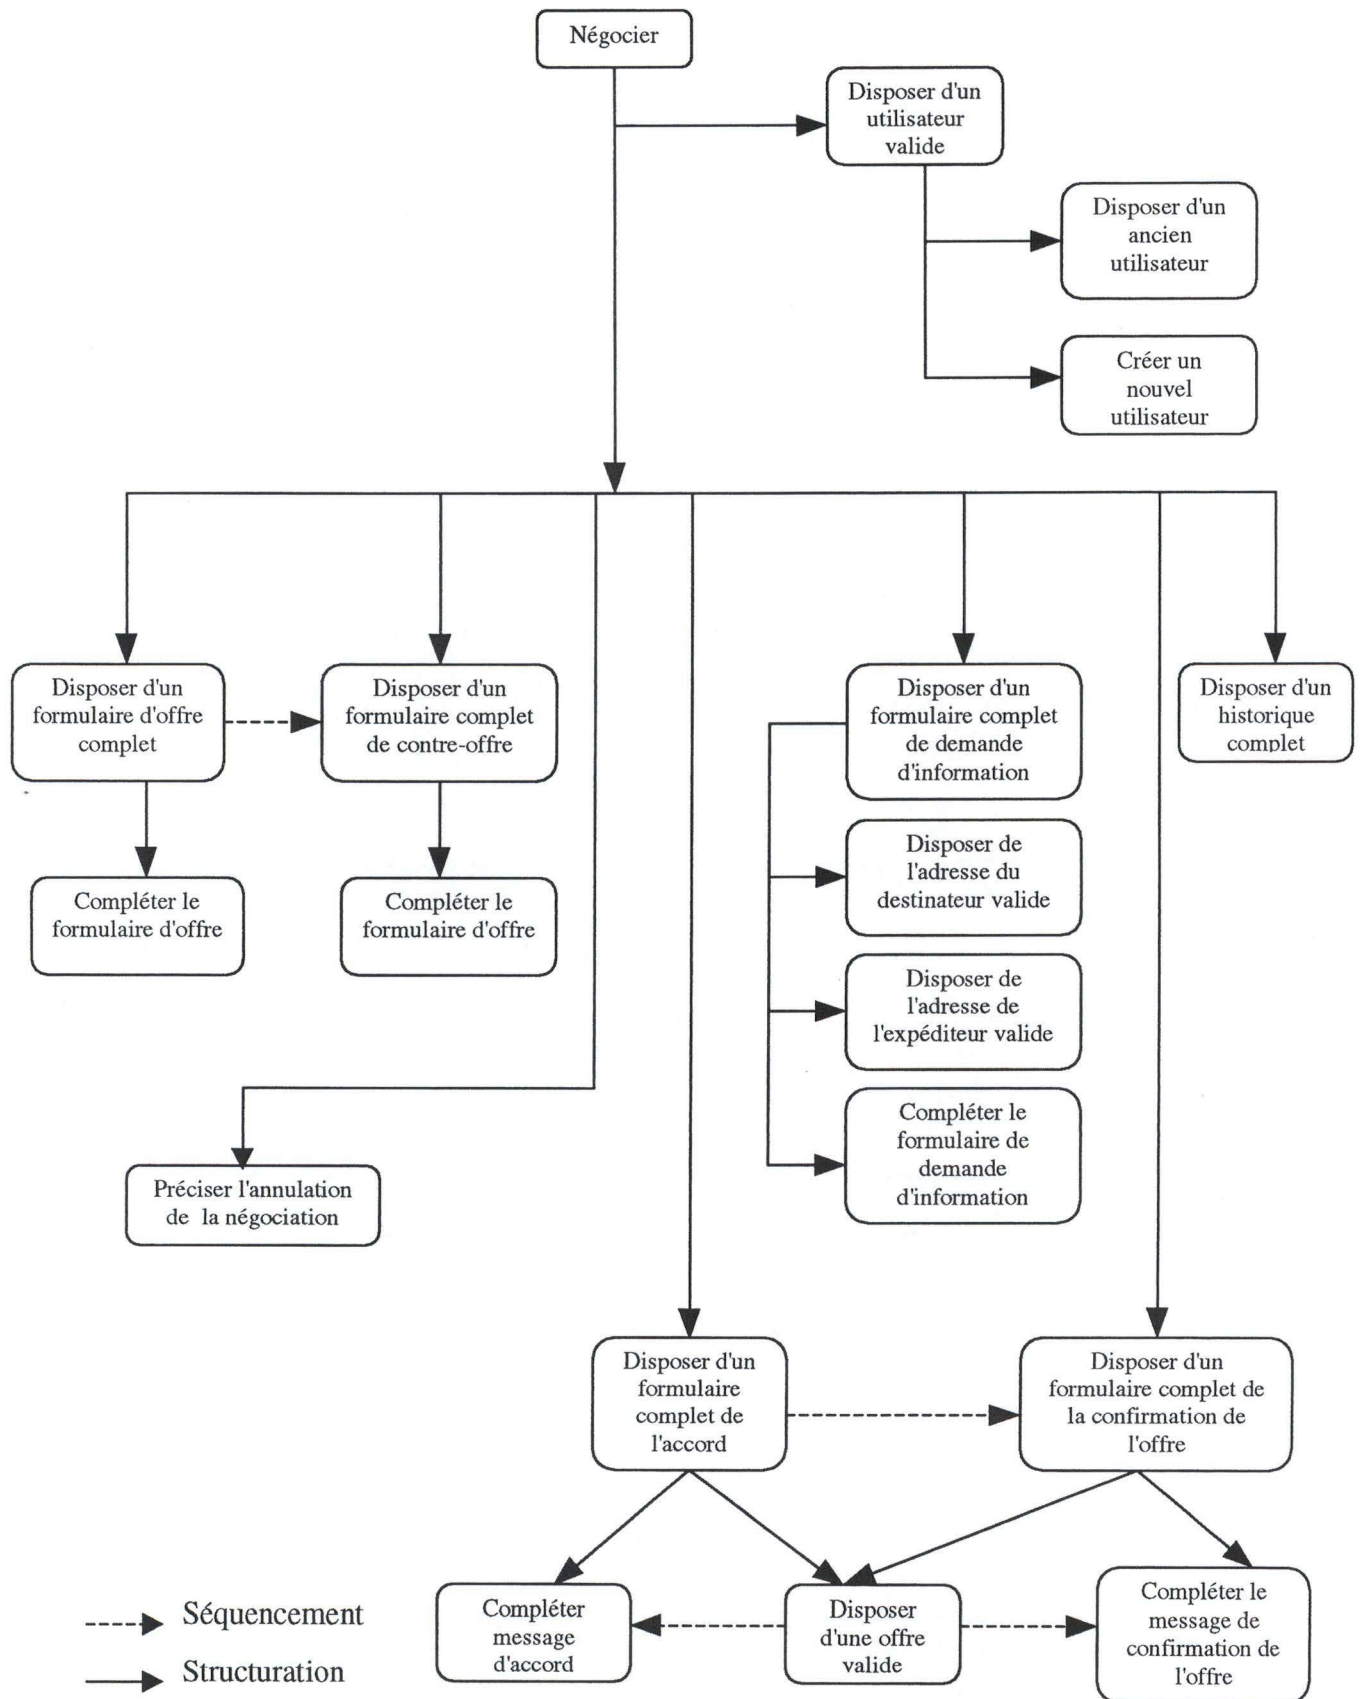 Négocier
Disposer d'un
utilisateur
valide
Disposer d'un
ancien
utilisateur
Créer un
nouvel
utilisateur
Disposer d'un
formulaire d'offre
complet
Disposer d'un
formulaire complet
de contre-offre
Disposer d'un
formulaire complet
de demande
d'information
Disposer d'un
historique
complet
Compléter le
formulaire d'offre
Compléter le
formulaire d'offre
Disposer de
l'adresse du
destinateur valide
Disposer de
l'adresse de
l'expéditeur valide
Compléter le
formulaire de
demande
d'information
Préciser l'annulation
de la négociation
Disposer d'un
formulaire
complet de
l'accord
Disposer d'un
formulaire complet de
la confirmation de
l'offre
Compléter
message
d'accord
Disposer
d'une offre
valide
Compléter le
message de
confirmation de
l'offre
Séquencement
Structuration